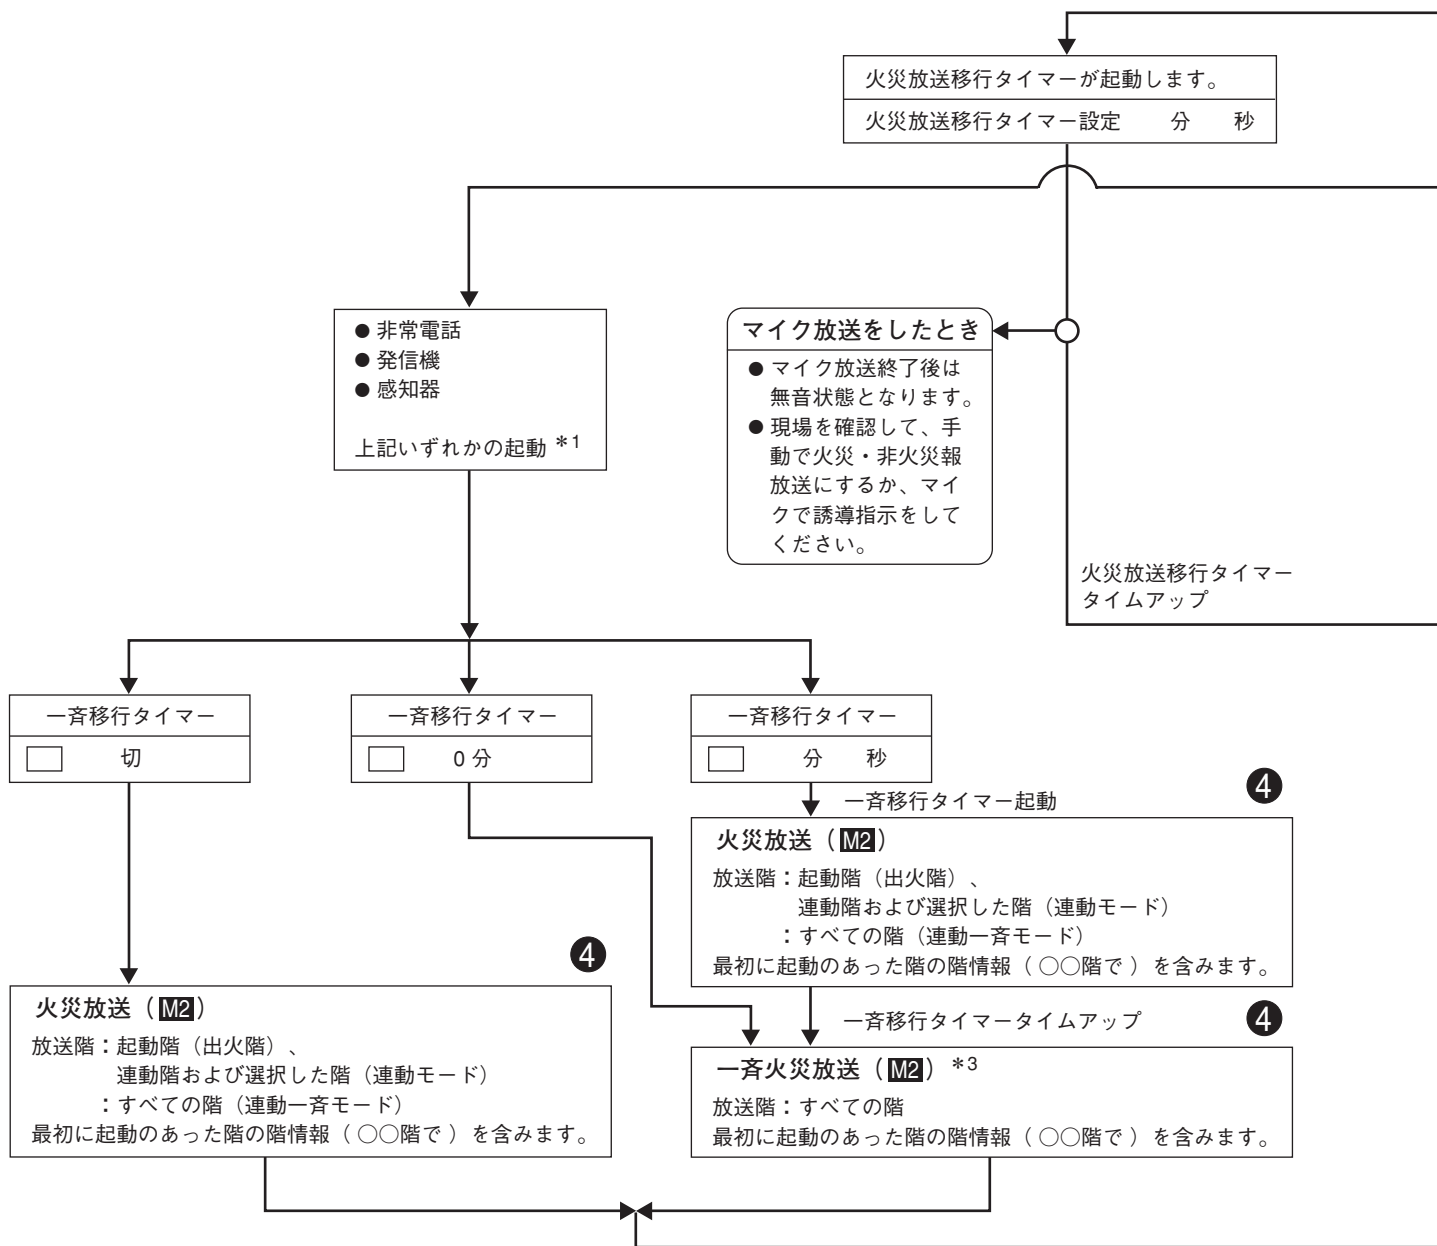 火災放送移行タイマーが起動します。
火災放送移行タイマー設定 分 秒
● 非常電話
● 発信機
● 感知器
上記いずれかの起動 *1
マイク放送をしたとき
● マイク放送終了後は
無音状態となります。
● 現場を確認して、手
動で火災・非火災報
放送にするか、マイ
クで誘導指示をして
ください。
火災放送移行タイマー
タイムアップ
一斉移行タイマー
切
一斉移行タイマー
0 分
一斉移行タイマー
分 秒
一斉移行タイマー起動
4
火災放送（M2）
放送階：起動階（出火階）、
連動階および選択した階（連動モード）
：すべての階（連動一斉モード）
最初に起動のあった階の階情報（ ○○階で ）を含みます。
4
火災放送（M2）
放送階：起動階（出火階）、
連動階および選択した階（連動モード）
：すべての階（連動一斉モード）
最初に起動のあった階の階情報（ ○○階で ）を含みます。
一斉移行タイマータイムアップ
4
一斉火災放送（M2） *3
放送階：すべての階
最初に起動のあった階の階情報（ ○○階で ）を含みます。